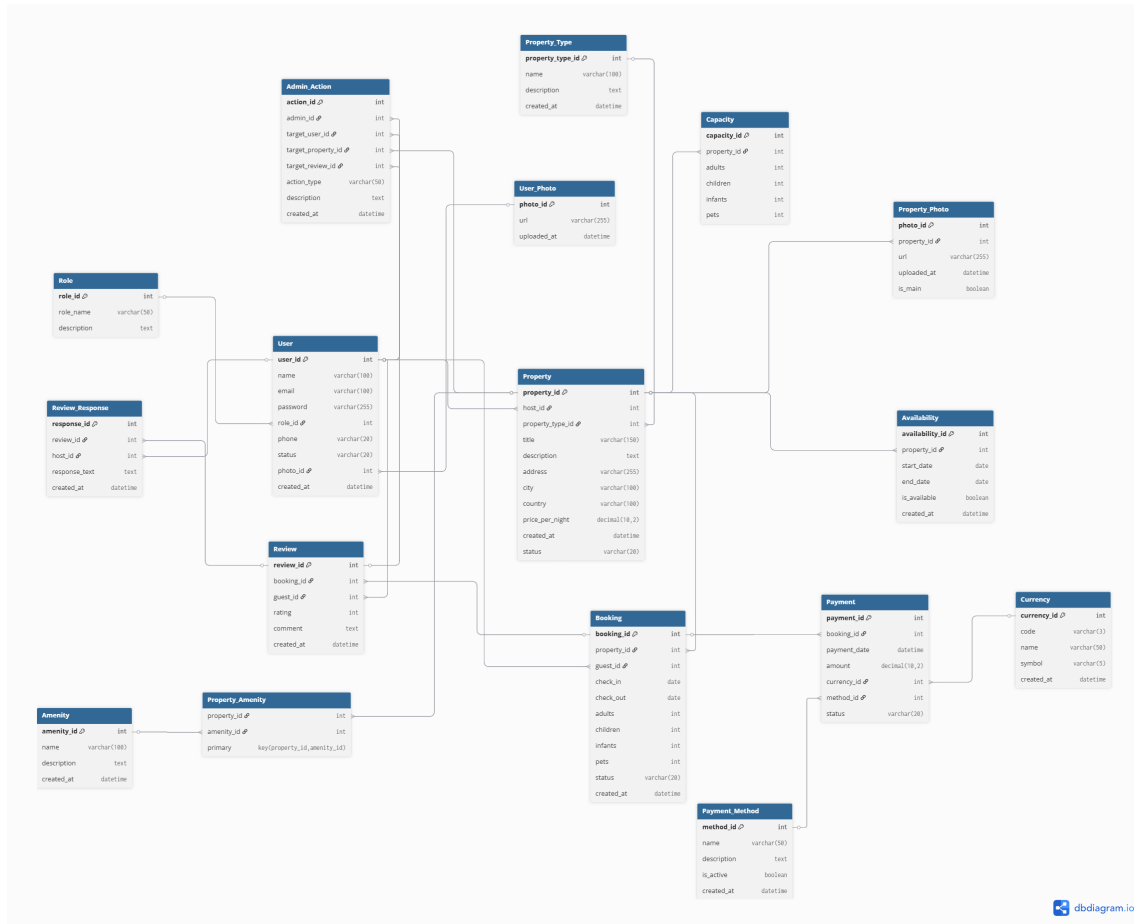 Property_Type
property_type_id int
name varchar(100)
description text
created_at datetime
Admin_Action
action_id int
admin_id int
target_user_id int
target_property_id int
target_review_id int
action_type varchar(50)
description text
created_at datetime
Capacity
capacity_id int
property_id int
adults int
children int
infants int
pets int
User_Photo
photo_id int
url varchar(255)
uploaded_at datetime
Property_Photo
photo_id int
property_id int
url varchar(255)
uploaded_at datetime
is_main boolean
Role
role_id int
role_name varchar(50)
description text
User
user_id int
name varchar(100)
email varchar(100)
password varchar(255)
role_id int
phone varchar(20)
status varchar(20)
photo_id int
created_at datetime
Property
property_id int
host_id int
property_type_id int
title varchar(150)
description text
address varchar(255)
city varchar(100)
country varchar(100)
price_per_night decimal(10,2)
created_at datetime
status varchar(20)
Review_Response
response_id int
review_id int
host_id int
response_text text
created_at datetime
Availability
availability_id int
property_id int
start_date date
end_date date
is_available boolean
created_at datetime
Review
review_id int
booking_id int
guest_id int
rating int
comment text
created_at datetime
Booking
booking_id int
property_id int
guest_id int
check_in date
check_out date
adults int
children int
infants int
pets int
status varchar(20)
created_at datetime
Payment
payment_id int
booking_id int
payment_date datetime
amount decimal(10,2)
currency_id int
method_id int
status varchar(20)
Currency
currency_id int
code varchar(3)
name varchar(50)
symbol varchar(5)
created_at datetime
Property_Amenity
property_id int
amenity_id int
primary key(property_id,amenity_id)
Amenity
amenity_id int
name varchar(100)
description text
created_at datetime
Payment_Method
method_id int
name varchar(50)
description text
is_active boolean
created_at datetime
dbdiagram.io